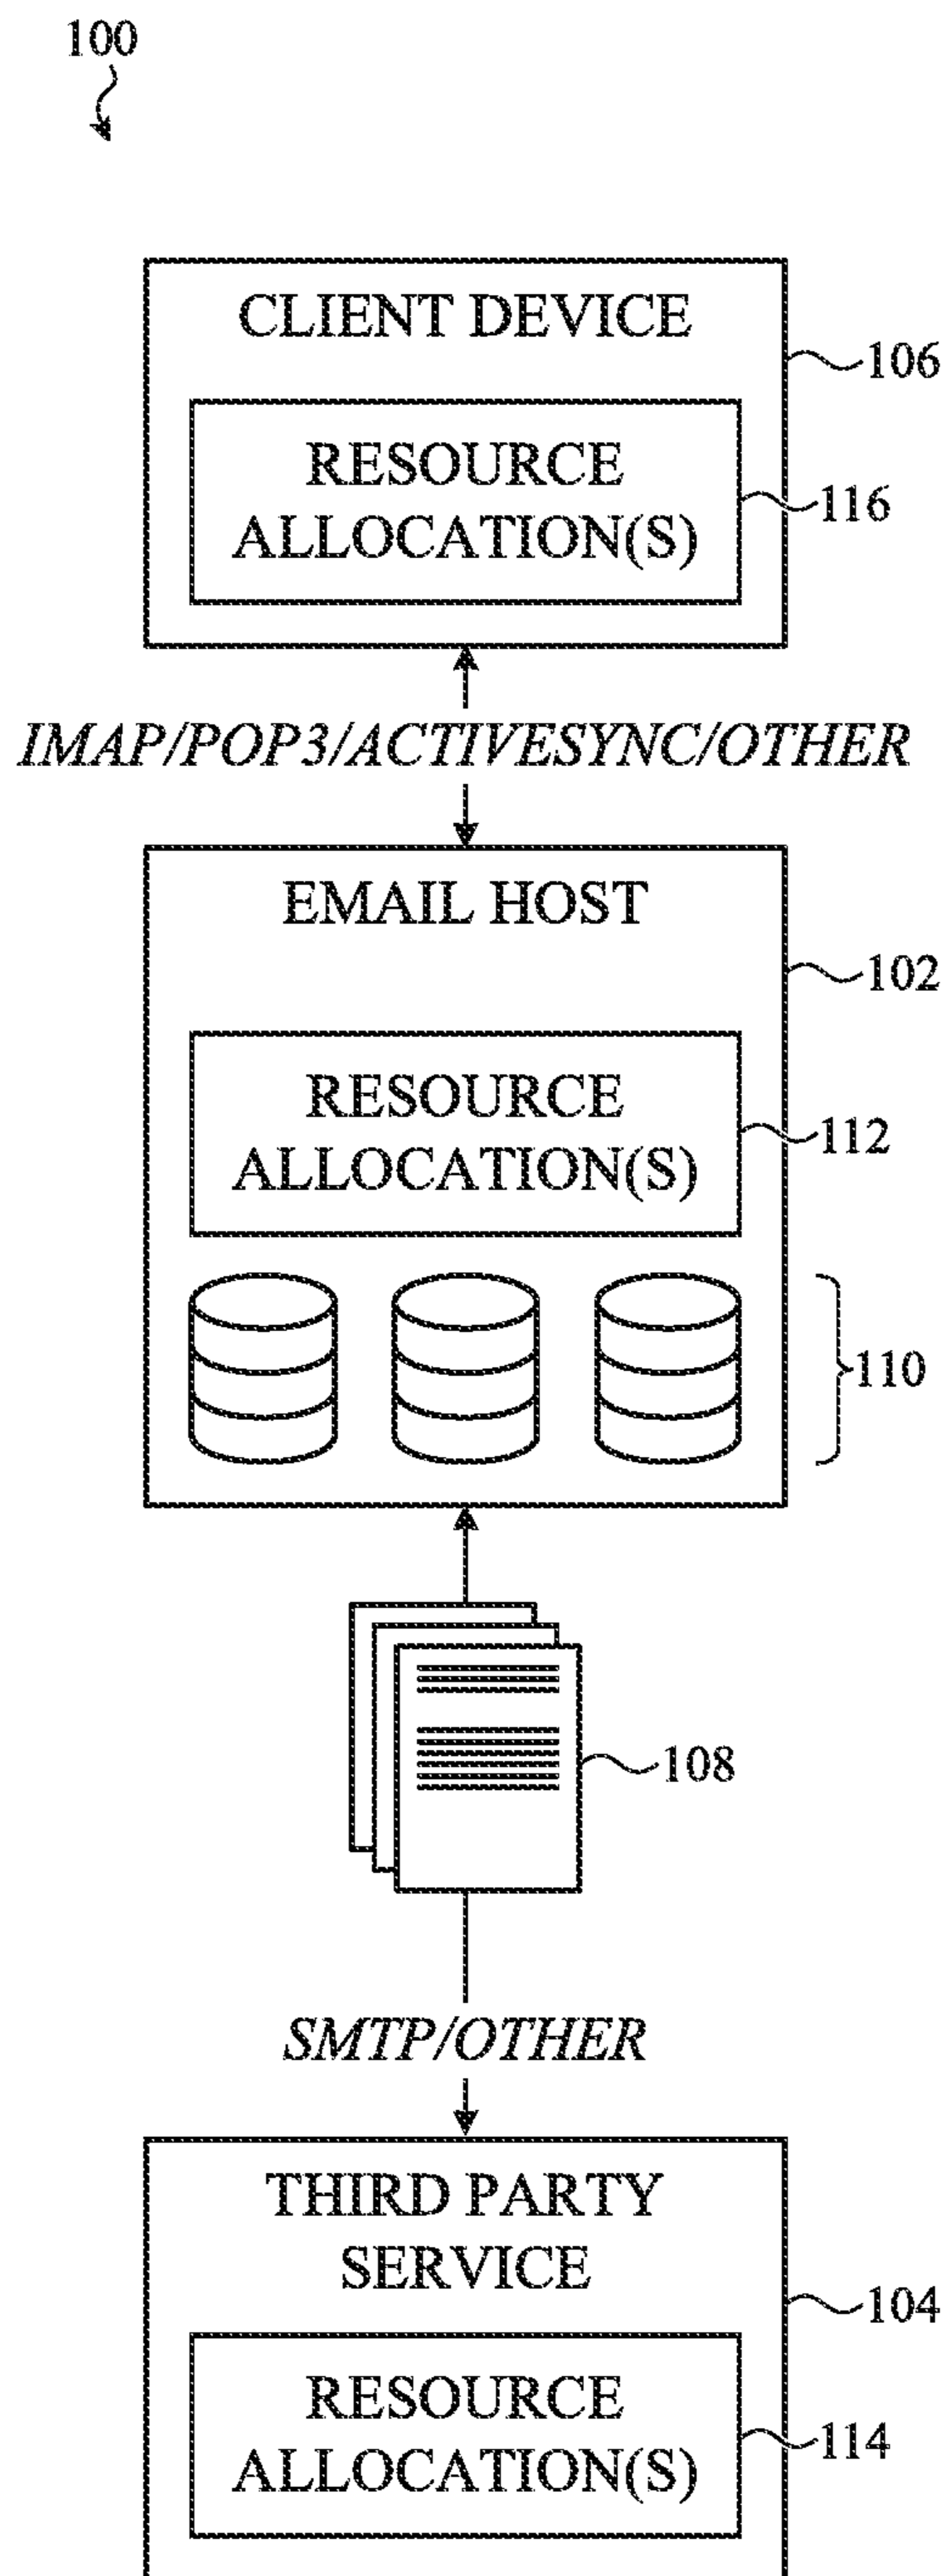 100
CLIENT DEVICE
106
RESOURCE
ALLOCATION(S)
116
IMAP/POP3/ACTIVESYNC/OTHER
EMAIL HOST
102
RESOURCE
ALLOCATION(S)
112
110
108
SMTP/OTHER
THIRD PARTY
SERVICE
104
RESOURCE
ALLOCATION(S)
114